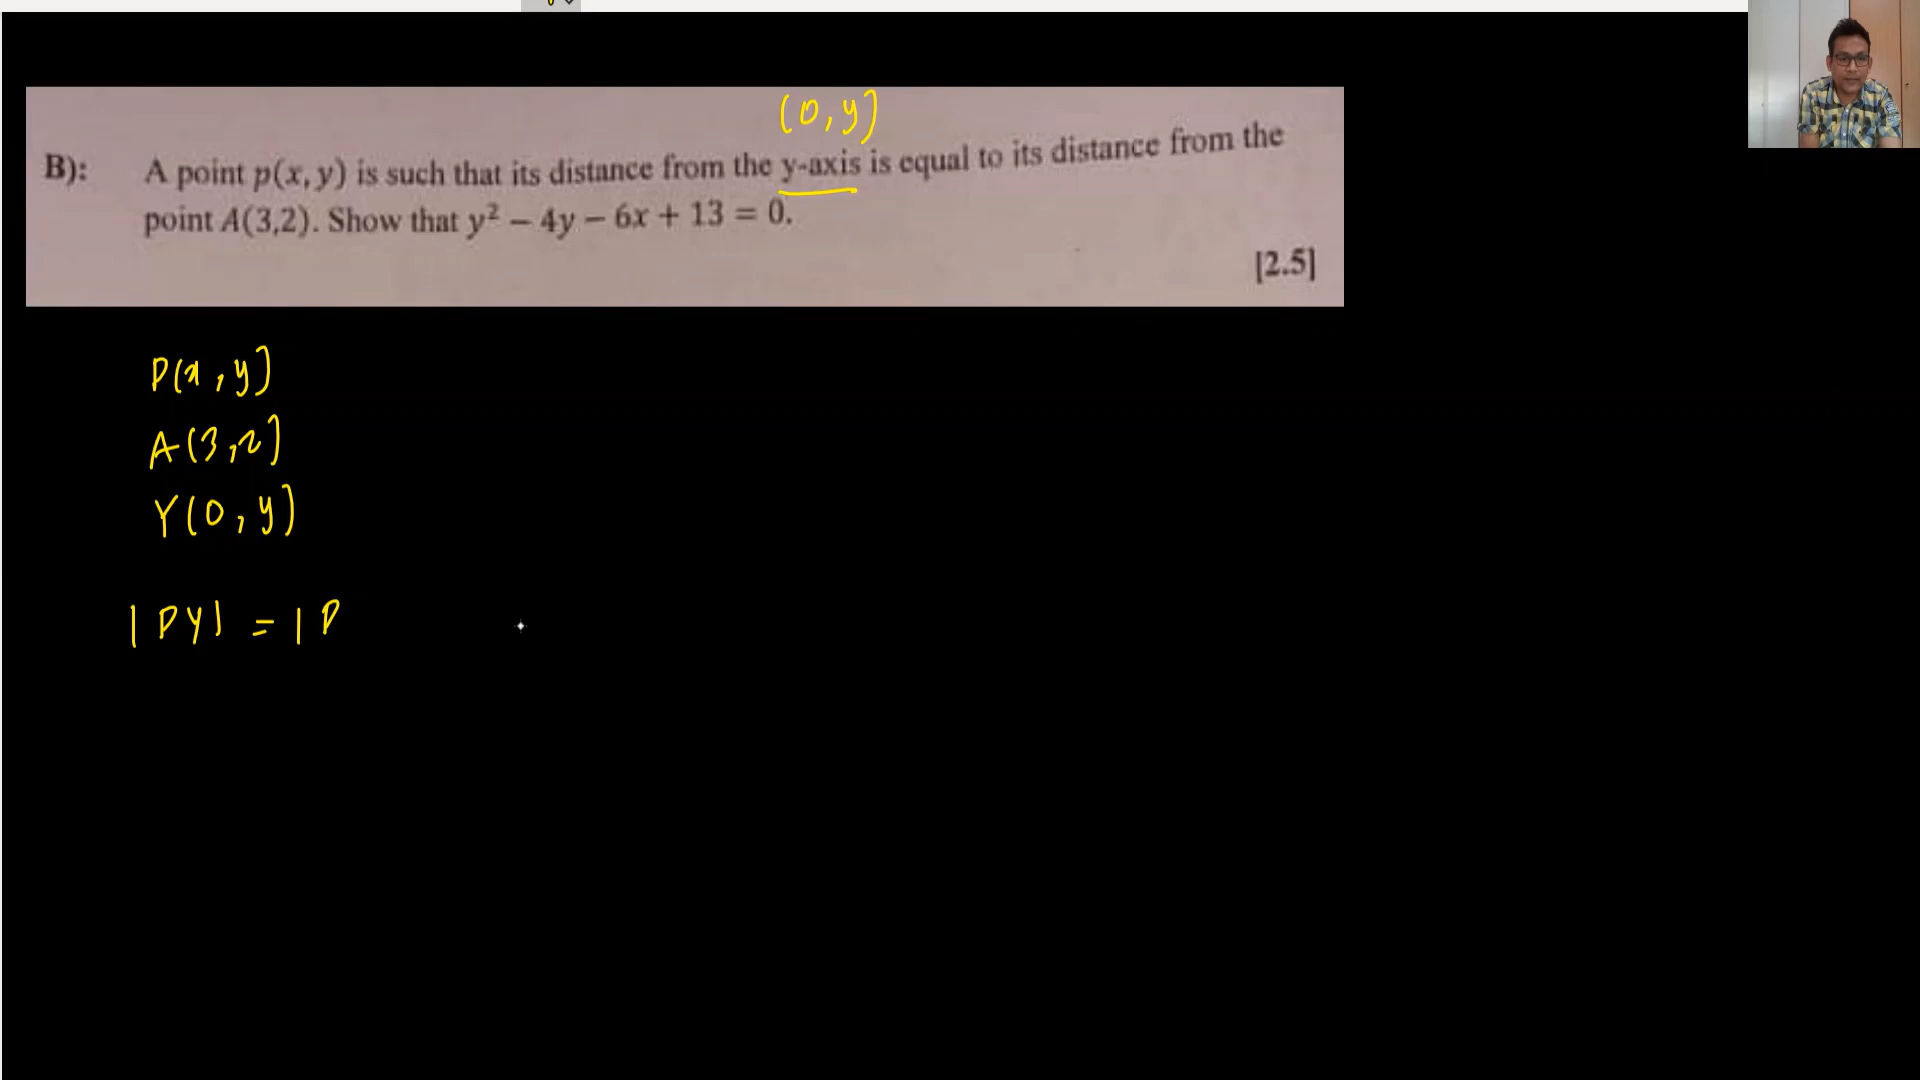 (0,y)
B): A point p(x, y) is such that its distance from the y-axis is equal to its distance from the
point A(3,2). Show that y² – 4y – 6x + 13 = 0.
[2.5]
P(x,y)
A(3,2)
Y(0,y)
|PY| = |P